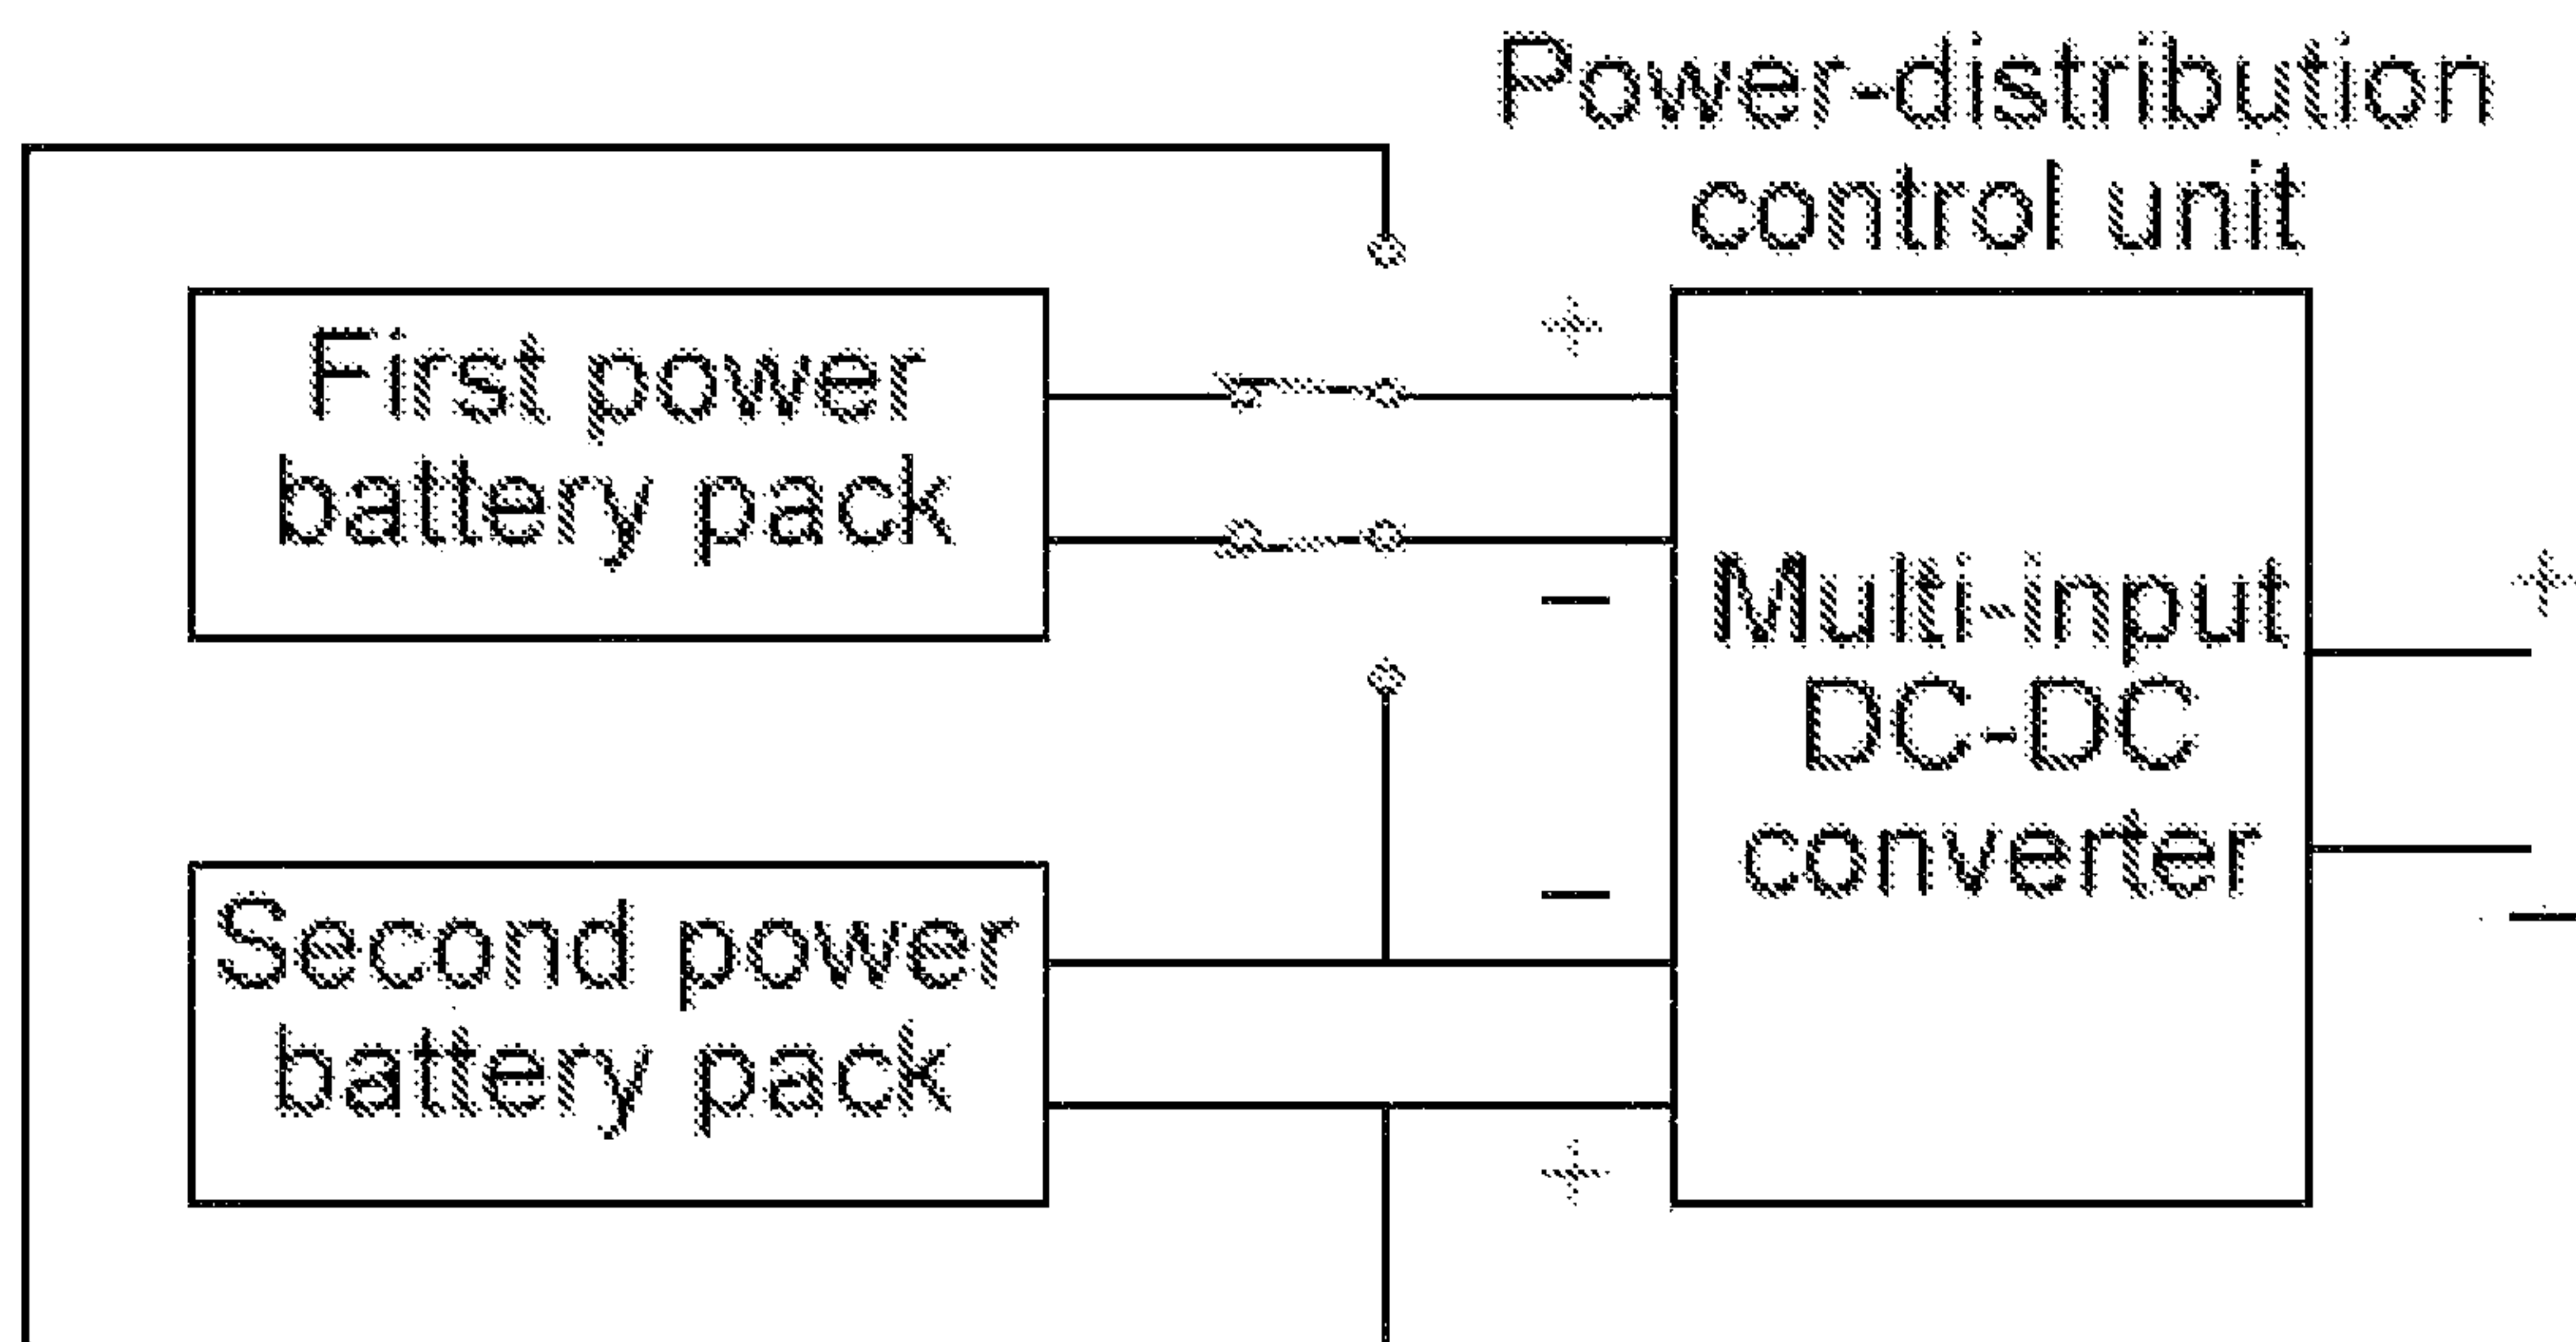 Power-distribution
control unit
+
First power
battery pack
−
Multi-input
DC-DC
converter
+
−
−
Second power
battery pack
+